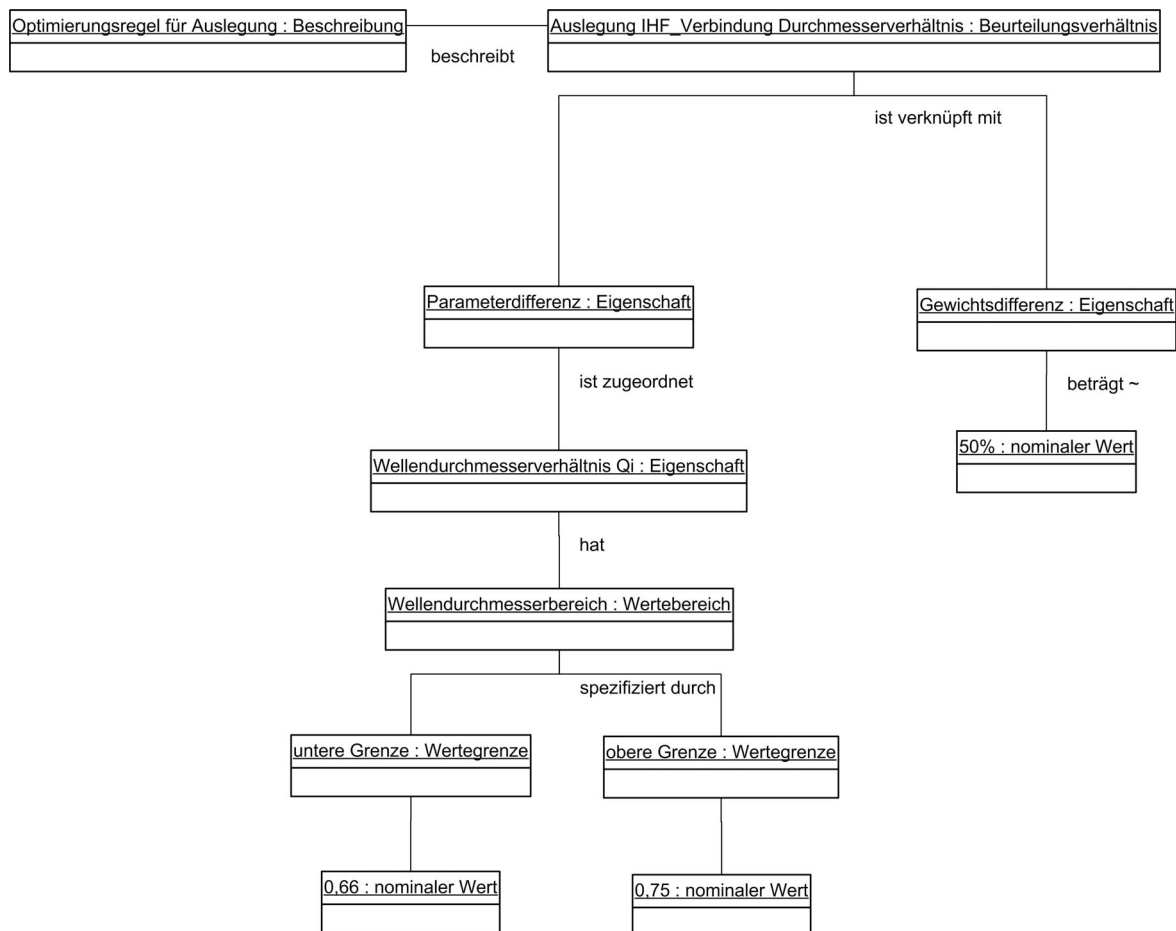 Optimierungsregel für Auslegung : Beschreibung
Auslegung IHF_Verbindung Durchmesserverhältnis : Beurteilungsverhältnis
beschreibt
ist verknüpft mit
Parameterdifferenz : Eigenschaft
Gewichtsdifferenz : Eigenschaft
ist zugeordnet
beträgt ~
Wellendurchmesserverhältnis Qi : Eigenschaft
50% : nominaler Wert
hat
Wellendurchmesserbereich : Wertebereich
spezifiziert durch
untere Grenze : Wertegrenze
obere Grenze : Wertegrenze
0,66 : nominaler Wert
0,75 : nominaler Wert